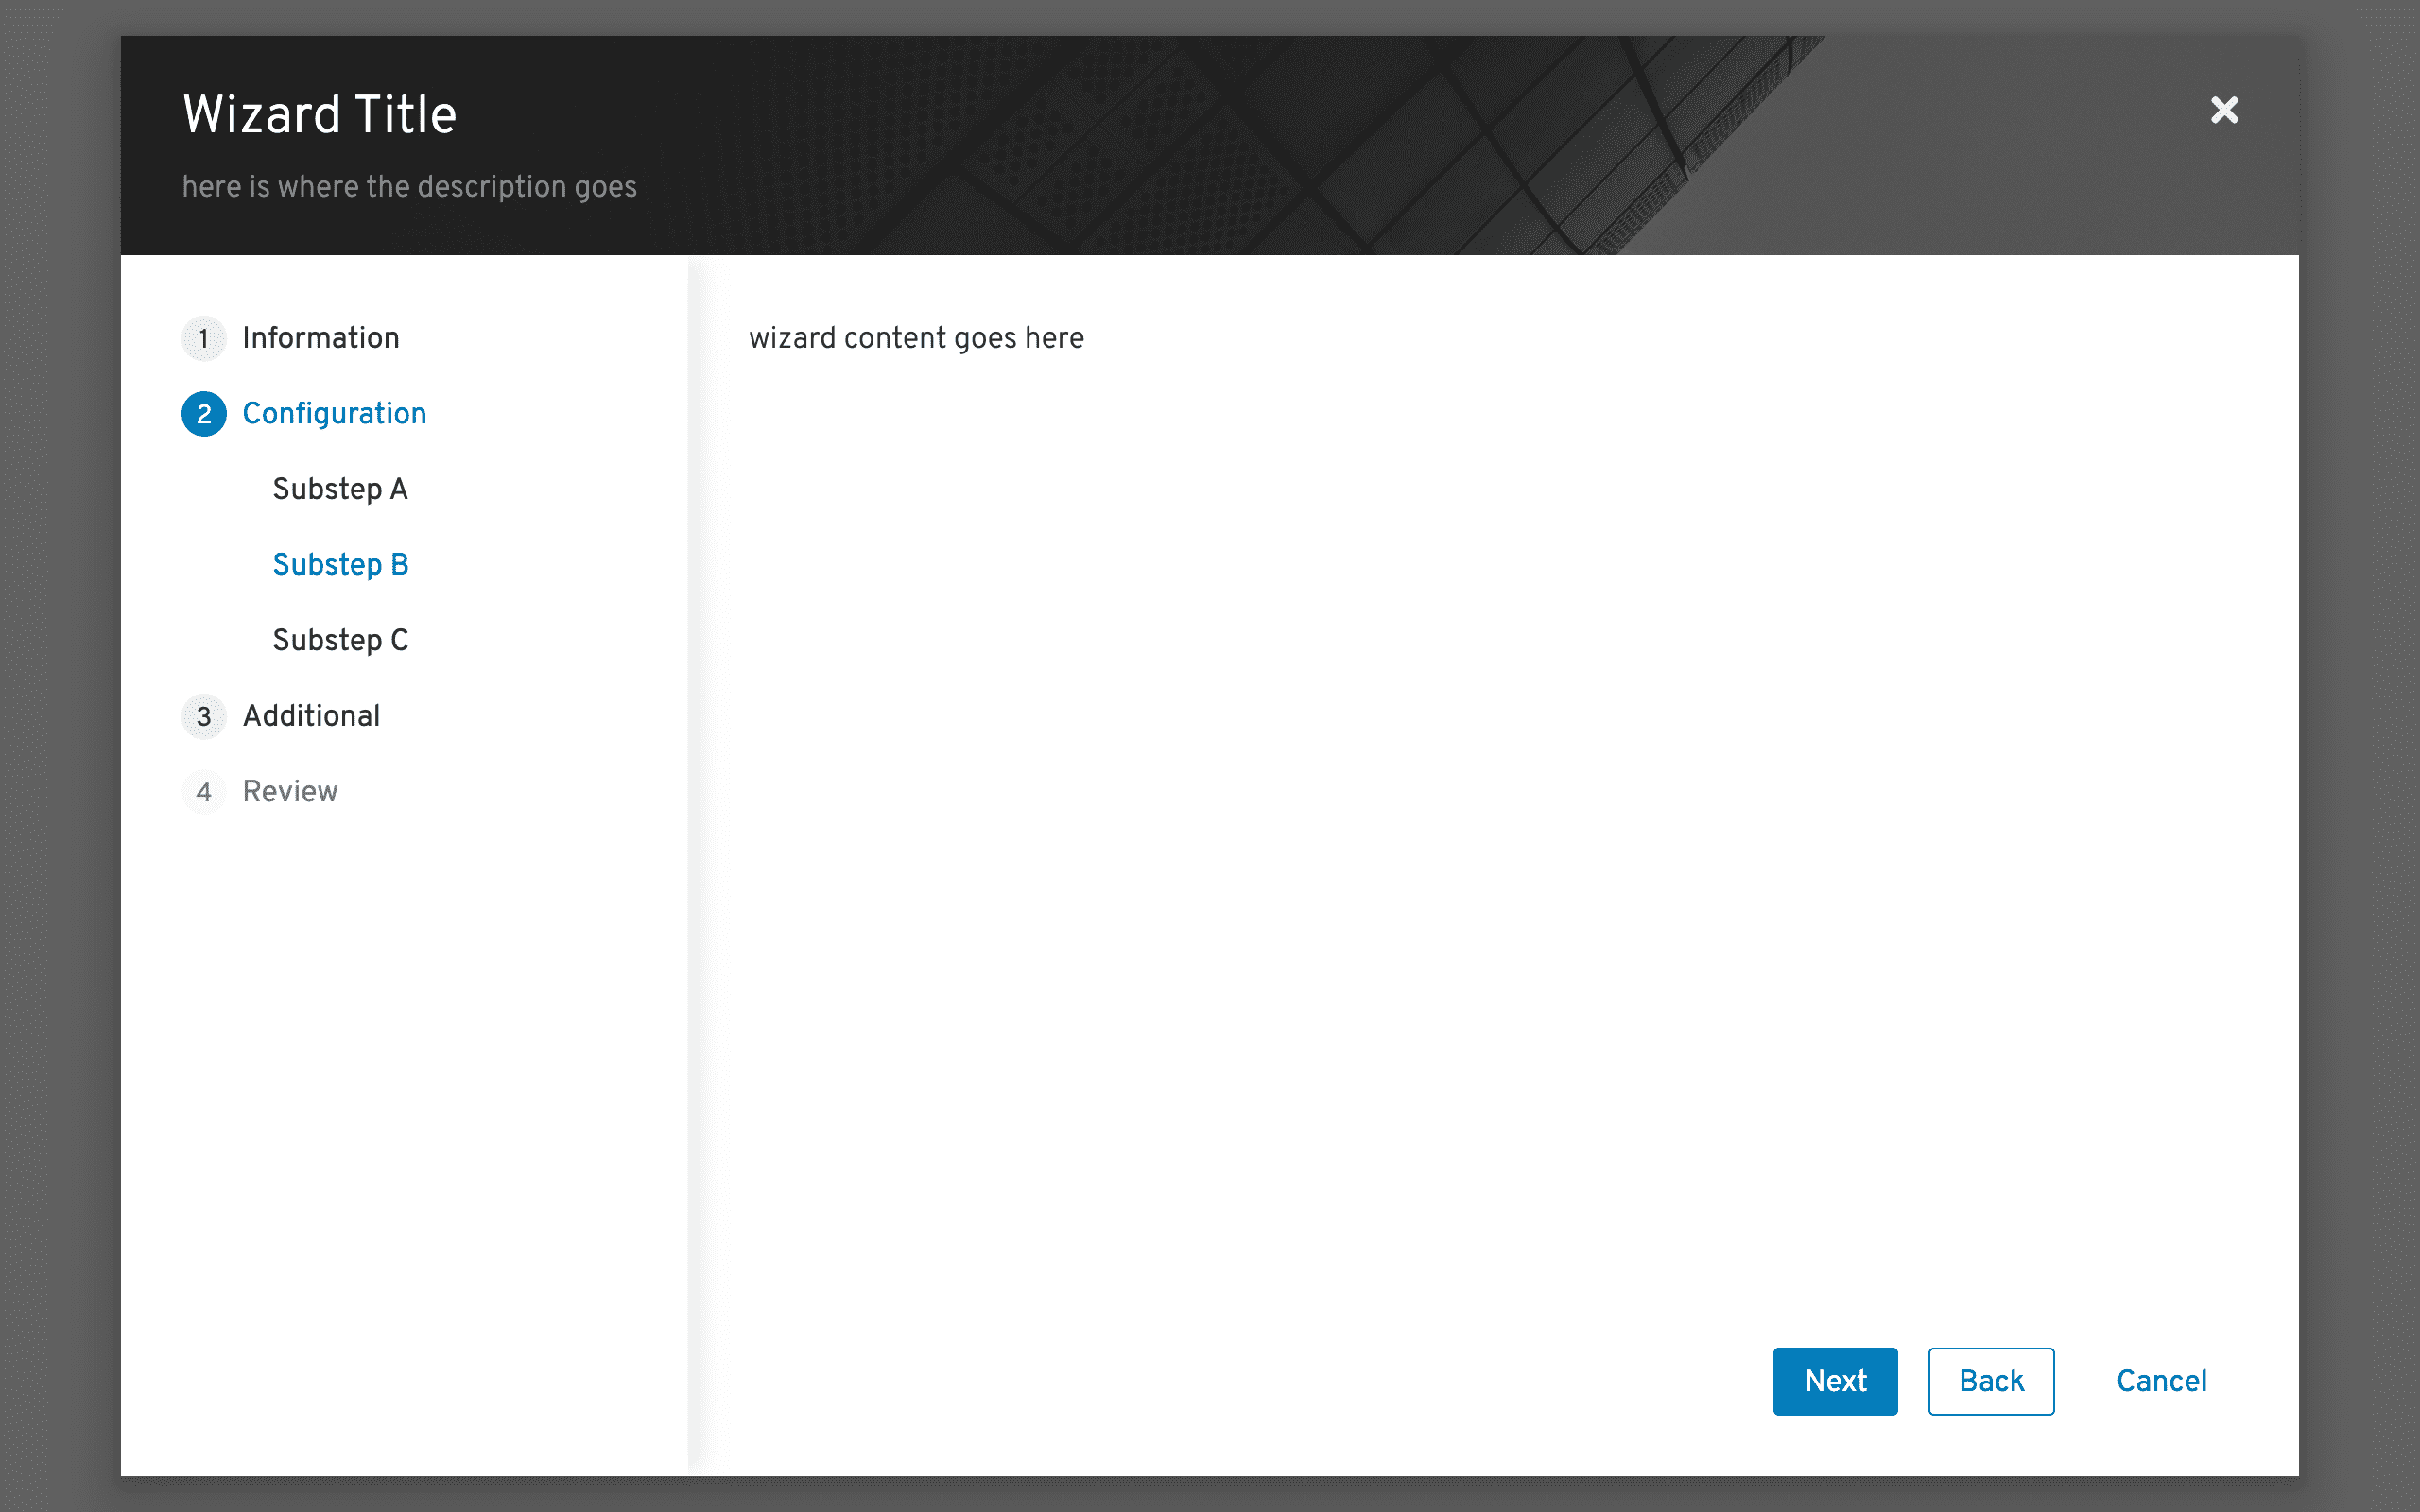 Wizard Title
here is where the description goes
1 Information
2 Configuration
Substep A
Substep B
Substep C
3 Additional
4 Review
wizard content goes here
Next Back Cancel